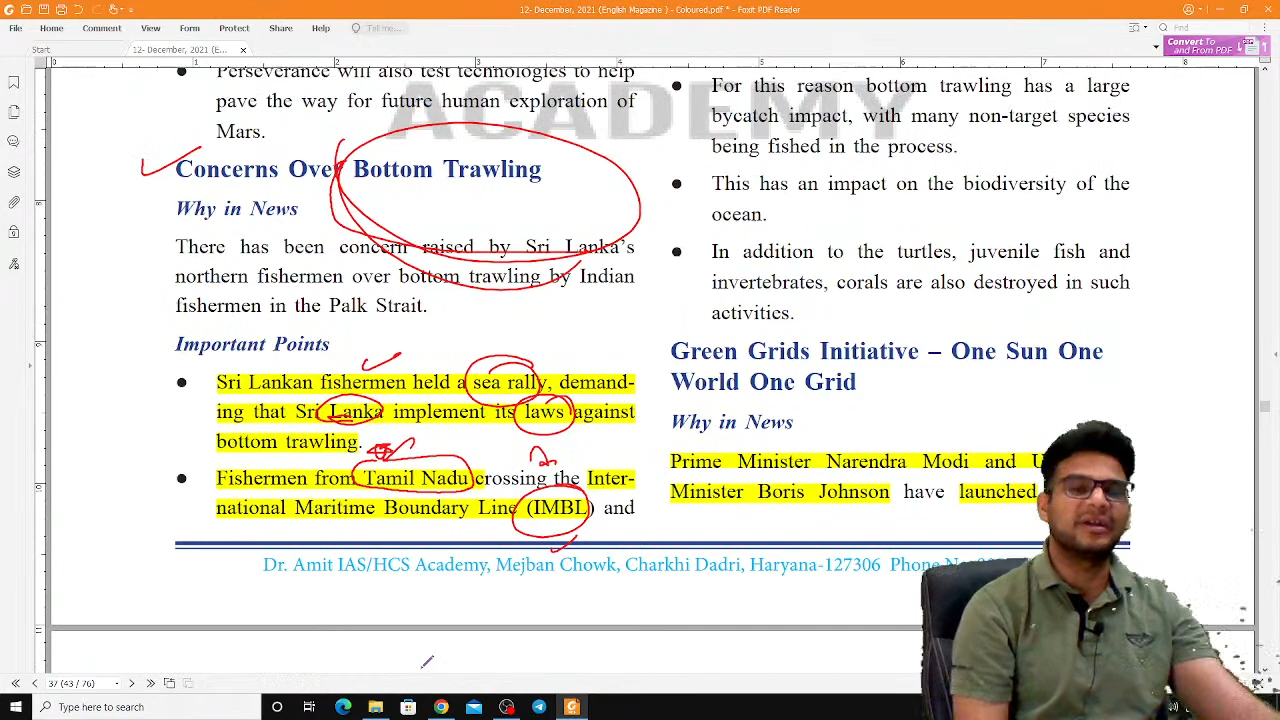 12- December, 2021 (English Magazine ) - Coloured.pdf * - Foxit PDF Reader
File Home Comment View Form Protect Share Help Tell me... Find
Convert To
and From PDF
Start 12- December, 2021 (E...
ACADEMY
Perseverance will also test technologies to help
pave the way for future human exploration of
Mars.
Concerns Over Bottom Trawling
Why in News
There has been concern raised by Sri Lanka's
northern fishermen over bottom trawling by Indian
fishermen in the Palk Strait.
Important Points
● Sri Lankan fishermen held a sea rally, demand-
ing that Sri Lanka implement its laws against
bottom trawling.
● Fishermen from Tamil Nadu crossing the Inter-
national Maritime Boundary Line (IMBL) and
● For this reason bottom trawling has a large
bycatch impact, with many non-target species
being fished in the process.
● This has an impact on the biodiversity of the
ocean.
● In addition to the turtles, juvenile fish and
invertebrates, corals are also destroyed in such
activities.
Green Grids Initiative – One Sun One
World One Grid
Why in News
Prime Minister Narendra Modi and
Minister Boris Johnson have launched
Dr. Amit IAS/HCS Academy, Mejban Chowk, Charkhi Dadri, Haryana-127306 Phone
37 (43 / 76)
Type here to search